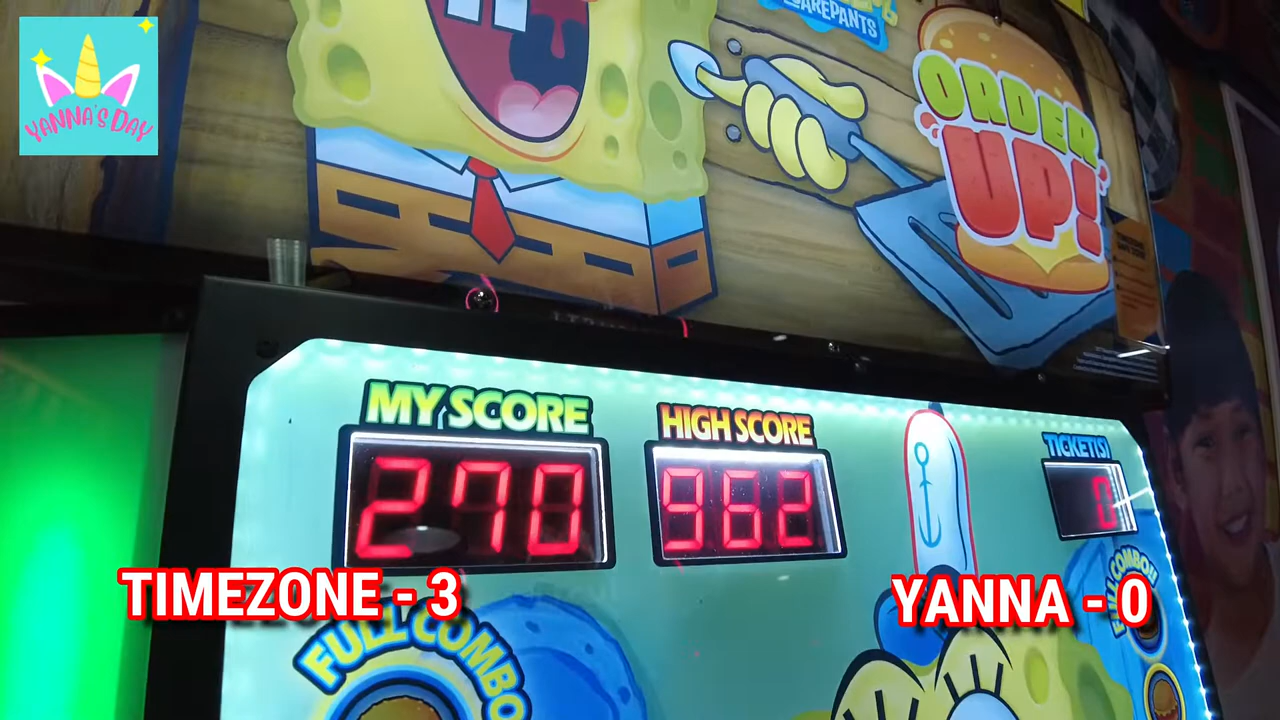 YANNA'S DAY
ORDER
UP!
MY SCORE
HIGH SCORE
TICKET(S)
270
962
0
TIMEZONE - 3
YANNA - 0
FULL COMBO
FULL COMBO!!